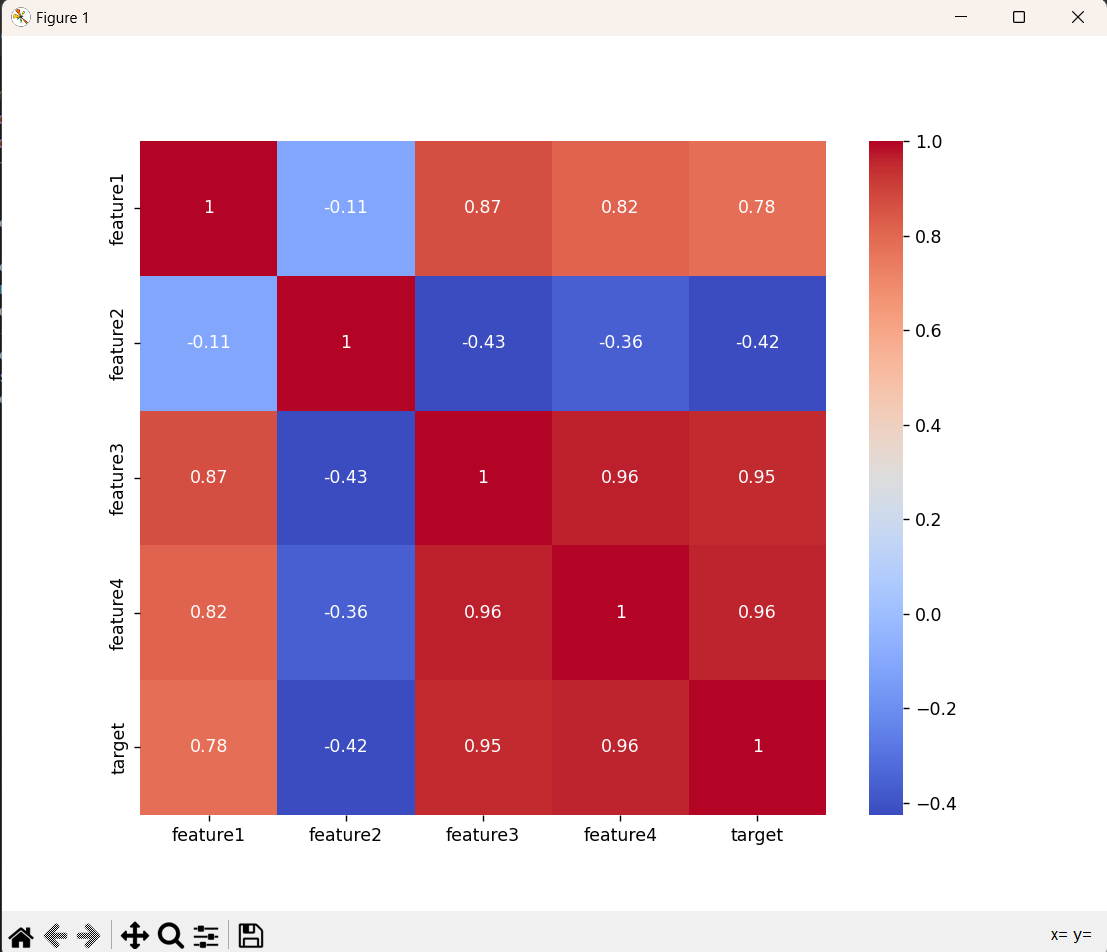 Figure 1
feature1 1 -0.11 0.87 0.82 0.78
feature2 -0.11 1 -0.43 -0.36 -0.42
feature3 0.87 -0.43 1 0.96 0.95
feature4 0.82 -0.36 0.96 1 0.96
target 0.78 -0.42 0.95 0.96 1
feature1 feature2 feature3 feature4 target
1.0
0.8
0.6
0.4
0.2
0.0
−0.2
−0.4
x= y=